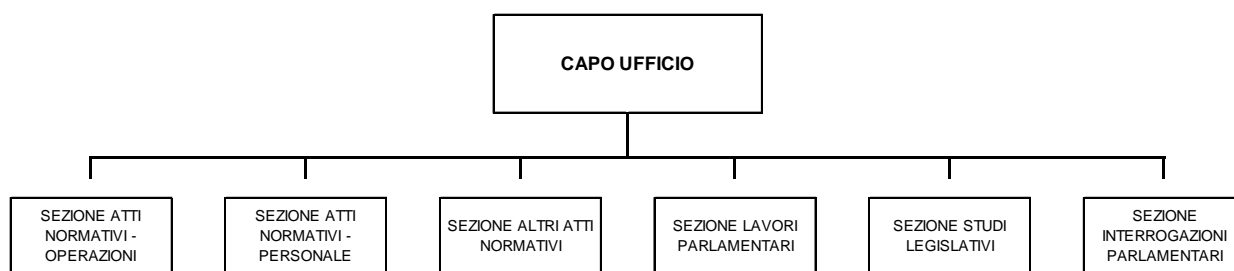 CAPO UFFICIO
SEZIONE ATTI
NORMATIVI -
OPERAZIONI
SEZIONE ATTI
NORMATIVI -
PERSONALE
SEZIONE ALTRI ATTI
NORMATIVI
SEZIONE LAVORI
PARLAMENTARI
SEZIONE STUDI
LEGISLATIVI
SEZIONE
INTERROGAZIONI
PARLAMENTARI